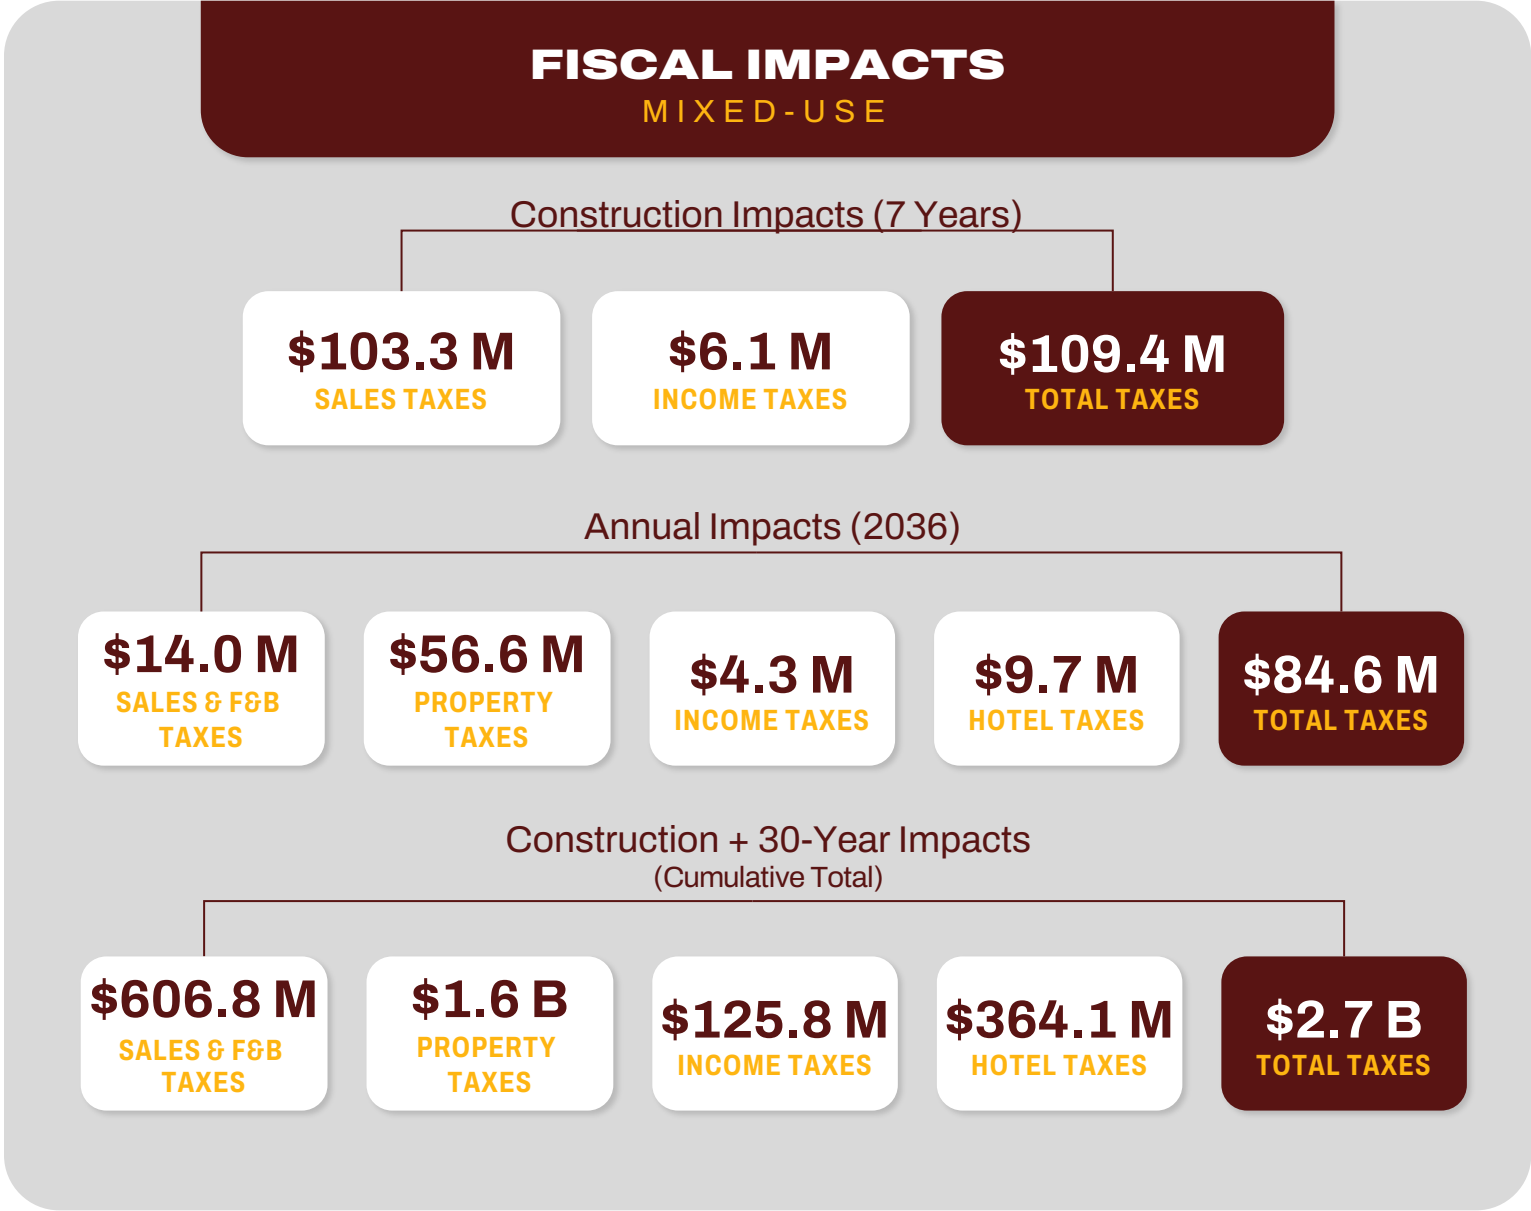 FISCAL IMPACTS
MIXED-USE
Construction Impacts (7 Years)
$103.3 M
SALES TAXES
$6.1 M
INCOME TAXES
$109.4 M
TOTAL TAXES
Annual Impacts (2036)
$14.0 M
SALES & F&B
TAXES
$56.6 M
PROPERTY
TAXES
$4.3 M
INCOME TAXES
$9.7 M
HOTEL TAXES
$84.6 M
TOTAL TAXES
Construction + 30-Year Impacts
(Cumulative Total)
$606.8 M
SALES & F&B
TAXES
$1.6 B
PROPERTY
TAXES
$125.8 M
INCOME TAXES
$364.1 M
HOTEL TAXES
$2.7 B
TOTAL TAXES